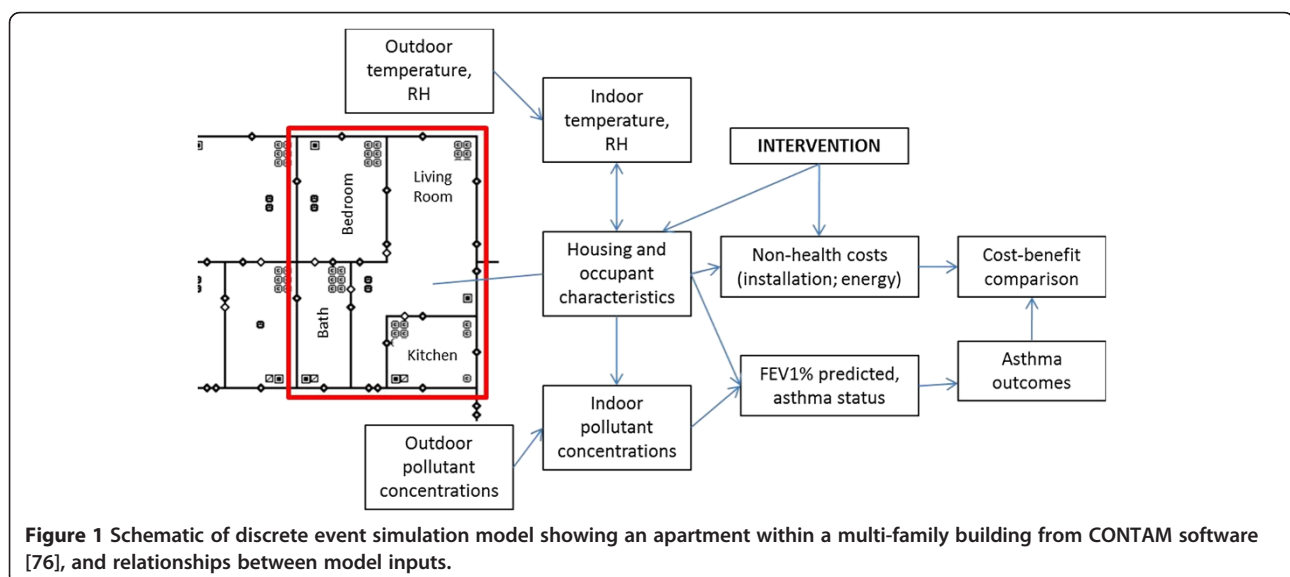 Outdoor
temperature,
RH
Indoor
temperature,
RH
INTERVENTION
Living
Room
Bedroom
Housing and
occupant
characteristics
Non-health costs
(installation; energy)
Cost-benefit
comparison
Bath
Kitchen
FEV1% predicted,
asthma status
Asthma
outcomes
Indoor
pollutant
concentrations
Outdoor
pollutant
concentrations
Figure 1 Schematic of discrete event simulation model showing an apartment within a multi-family building from CONTAM software
[76], and relationships between model inputs.